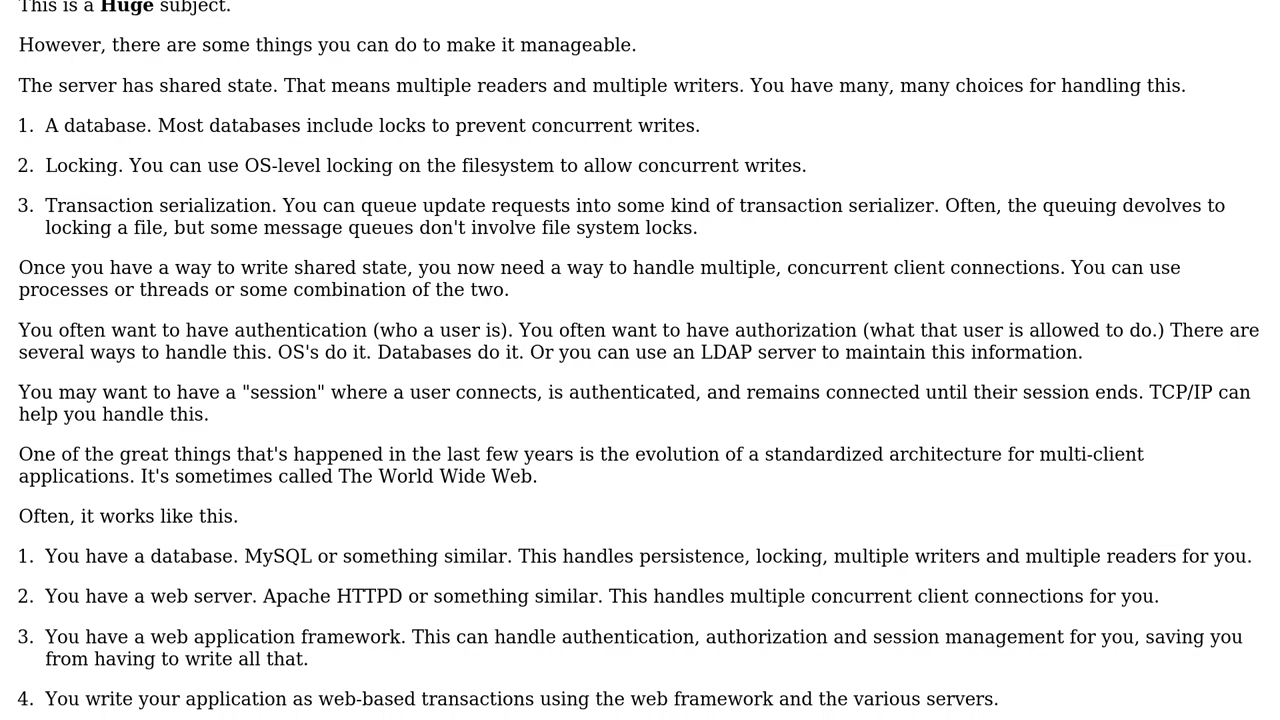 This is a Huge subject.
However, there are some things you can do to make it manageable.
The server has shared state. That means multiple readers and multiple writers. You have many, many choices for handling this.
1. A database. Most databases include locks to prevent concurrent writes.
2. Locking. You can use OS-level locking on the filesystem to allow concurrent writes.
3. Transaction serialization. You can queue update requests into some kind of transaction serializer. Often, the queuing devolves to
locking a file, but some message queues don't involve file system locks.
Once you have a way to write shared state, you now need a way to handle multiple, concurrent client connections. You can use
processes or threads or some combination of the two.
You often want to have authentication (who a user is). You often want to have authorization (what that user is allowed to do.) There are
several ways to handle this. OS's do it. Databases do it. Or you can use an LDAP server to maintain this information.
You may want to have a "session" where a user connects, is authenticated, and remains connected until their session ends. TCP/IP can
help you handle this.
One of the great things that's happened in the last few years is the evolution of a standardized architecture for multi-client
applications. It's sometimes called The World Wide Web.
Often, it works like this.
1. You have a database. MySQL or something similar. This handles persistence, locking, multiple writers and multiple readers for you.
2. You have a web server. Apache HTTPD or something similar. This handles multiple concurrent client connections for you.
3. You have a web application framework. This can handle authentication, authorization and session management for you, saving you
from having to write all that.
4. You write your application as web-based transactions using the web framework and the various servers.